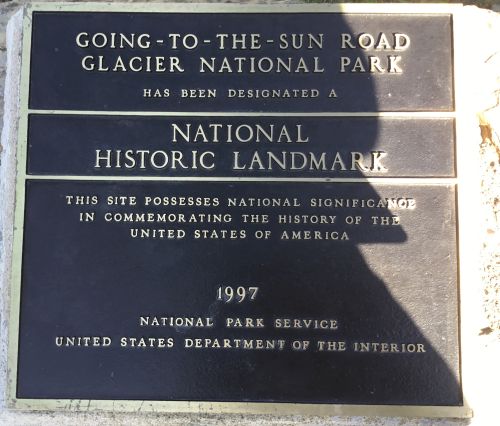 GOING-TO-THE-SUN ROAD
GLACIER NATIONAL PARK
HAS BEEN DESIGNATED A
NATIONAL
HISTORIC LANDMARK
THIS SITE POSSESSES NATIONAL SIGNIFICANCE
IN COMMEMORATING THE HISTORY OF THE
UNITED STATES OF AMERICA
1997
NATIONAL PARK SERVICE
UNITED STATES DEPARTMENT OF THE INTERIOR